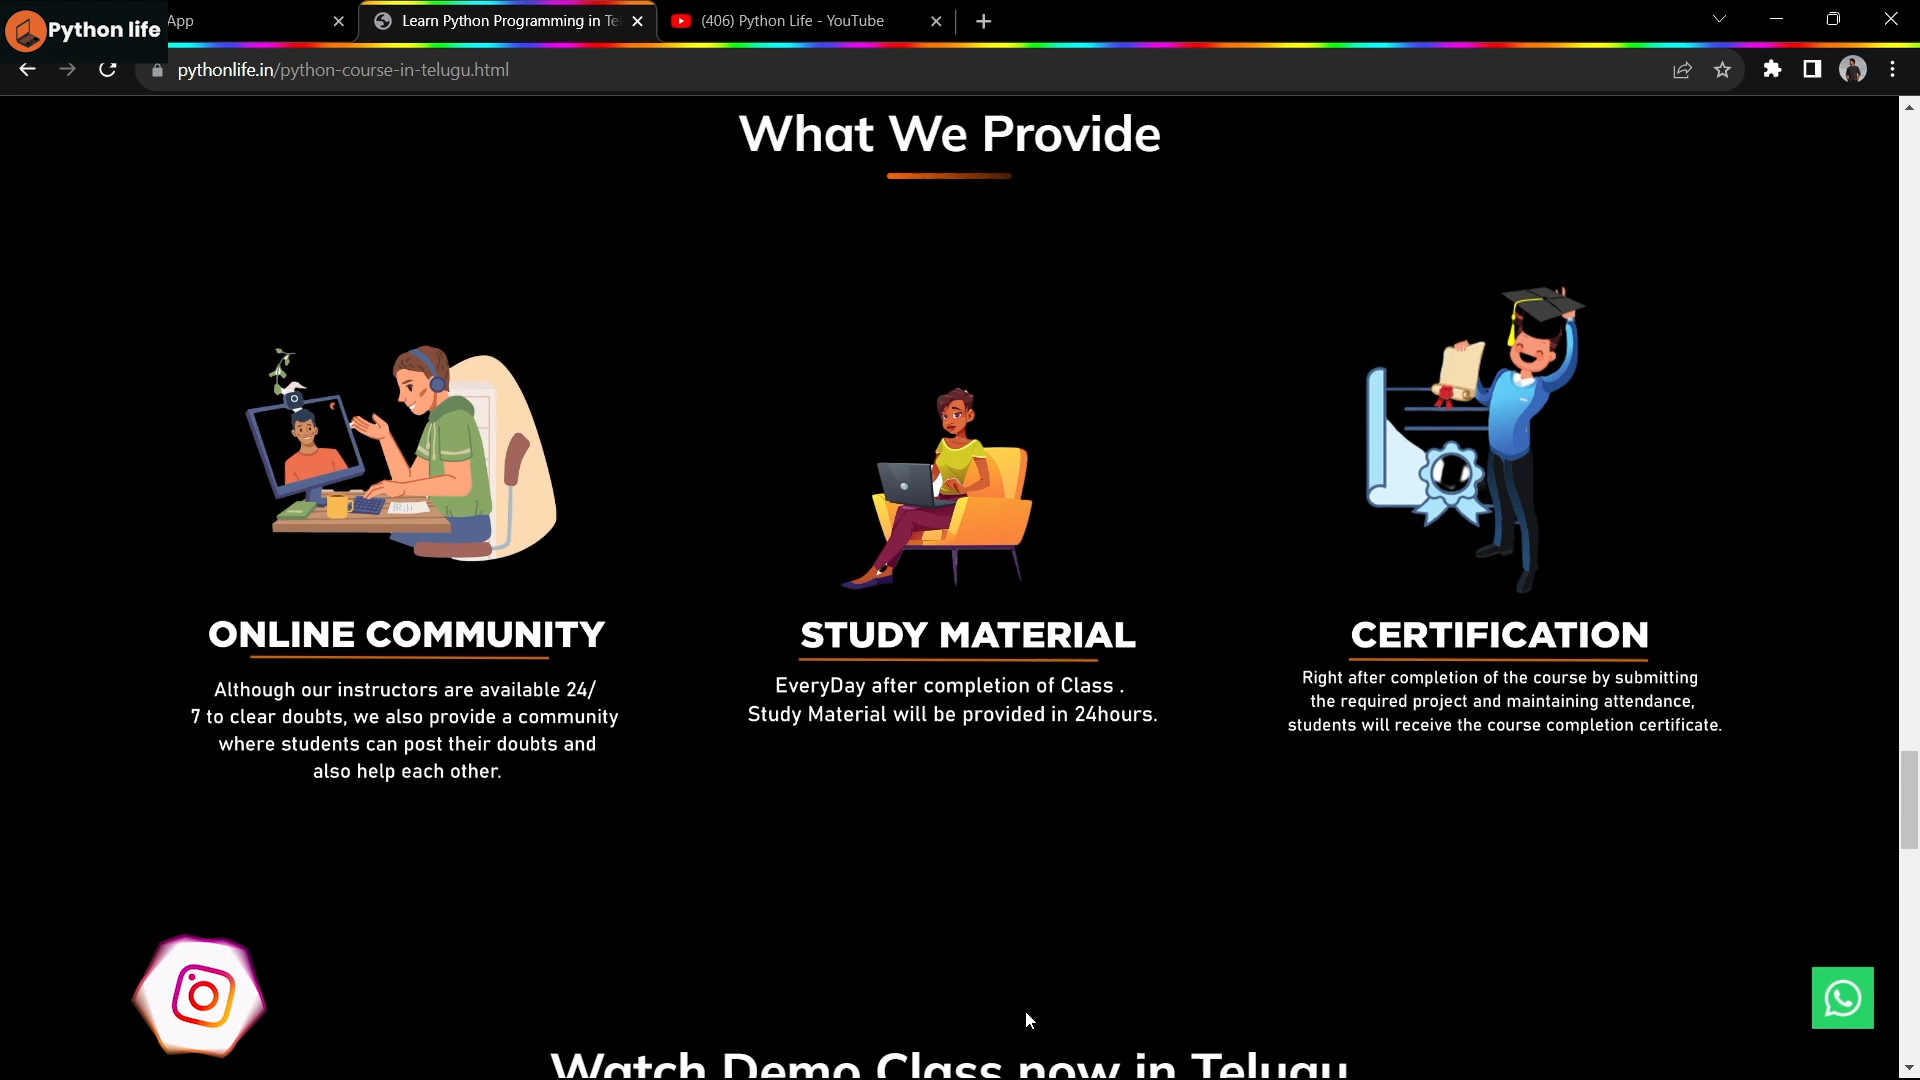 Python life
App
Learn Python Programming in Te
(406) Python Life - YouTube
pythonlife.in/python-course-in-telugu.html
What We Provide
ONLINE COMMUNITY
Although our instructors are available 24/
7 to clear doubts, we also provide a community
where students can post their doubts and
also help each other.
STUDY MATERIAL
EveryDay after completion of Class .
Study Material will be provided in 24hours.
CERTIFICATION
Right after completion of the course by submitting
the required project and maintaining attendance,
students will receive the course completion certificate.
Watch Demo Class now in Telugu